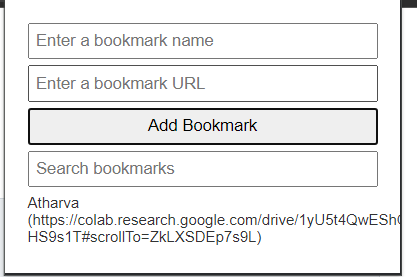 Enter a bookmark name
Enter a bookmark URL
Add Bookmark
Search bookmarks
Atharva
(https://colab.research.google.com/drive/1yU5t4QwESh
HS9s1T#scrollTo=ZkLXSDEp7s9L)